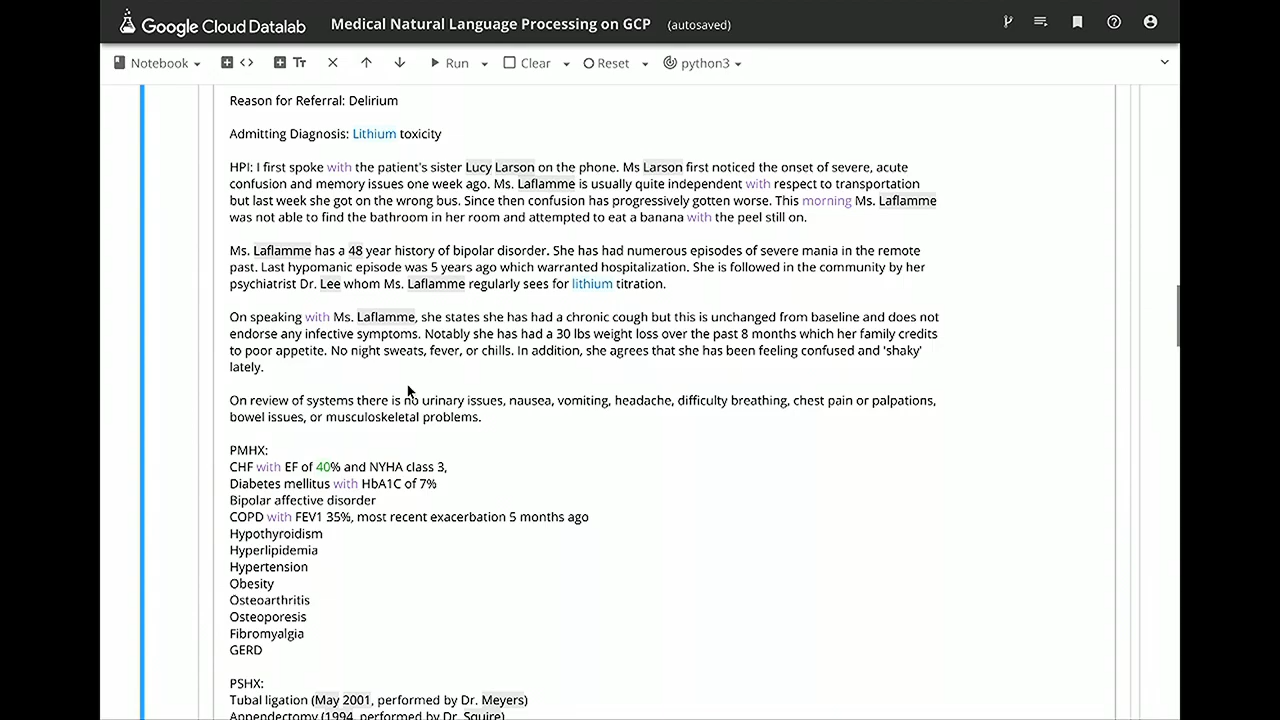 Google Cloud Datalab
Medical Natural Language Processing on GCP (autosaved)
Notebook
Tr
Run
Clear
Reset
python3
Reason for Referral: Delirium
Admitting Diagnosis: Lithium toxicity
HPI: I first spoke with the patient's sister Lucy Larson on the phone. Ms Larson first noticed the onset of severe, acute
confusion and memory issues one week ago. Ms. Laflamme is usually quite independent with respect to transportation
but last week she got on the wrong bus. Since then confusion has progressively gotten worse. This morning Ms. Laflamme
was not able to find the bathroom in her room and attempted to eat a banana with the peel still on.
Ms. Laflamme has a 48 year history of bipolar disorder. She has had numerous episodes of severe mania in the remote
past. Last hypomanic episode was 5 years ago which warranted hospitalization. She is followed in the community by her
psychiatrist Dr. Lee whom Ms. Laflamme regularly sees for lithium titration.
On speaking with Ms. Laflamme, she states she has had a chronic cough but this is unchanged from baseline and does not
endorse any infective symptoms. Notably she has had a 30 lbs weight loss over the past 8 months which her family credits
to poor appetite. No night sweats, fever, or chills. In addition, she agrees that she has been feeling confused and 'shaky'
lately.
On review of systems there is no urinary issues, nausea, vomiting, headache, difficulty breathing, chest pain or palpations,
bowel issues, or musculoskeletal problems.
PMHX:
CHF with EF of 40% and NYHA class 3,
Diabetes mellitus with HbA1C of 7%
Bipolar affective disorder
COPD with FEV1 35%, most recent exacerbation 5 months ago
Hypothyroidism
Hyperlipidemia
Hypertension
Obesity
Osteoarthritis
Osteoporesis
Fibromyalgia
GERD
PSHX:
Tubal ligation (May 2001, performed by Dr. Meyers)
Appendectomy (1994, performed by Dr. Squire)